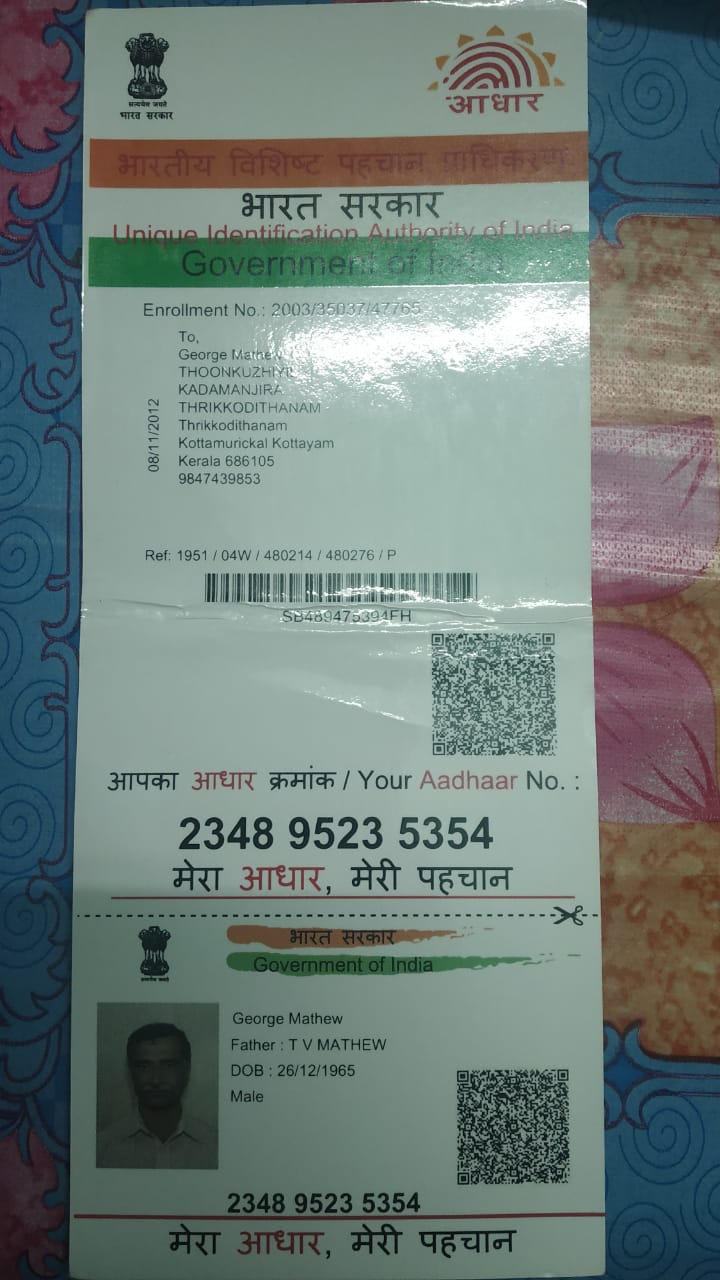 सत्यमेव जयते
भारत सरकार
आधार
भारतीय विशिष्ट पहचान प्राधिकरण
भारत सरकार
Unique Identification Authority of India
Government of India
Enrollment No.: 2003/35037/47765
To,
George Mathew
THOONKUZHIYIL
KADAMANJIRA
THRIKKODITHANAM
Thrikkodithanam
Kottamurickal Kottayam
Kerala 686105
9847439853
08/11/2012
Ref: 1951 / 04W / 480214 / 480276 / P
SB489475394FH
आपका आधार क्रमांक / Your Aadhaar No. :
2348 9523 5354
मेरा आधार, मेरी पहचान
भारत सरकार
Government of India
सत्यमेव जयते
George Mathew
Father : T V MATHEW
DOB : 26/12/1965
Male
2348 9523 5354
मेरा आधार, मेरी पहचान